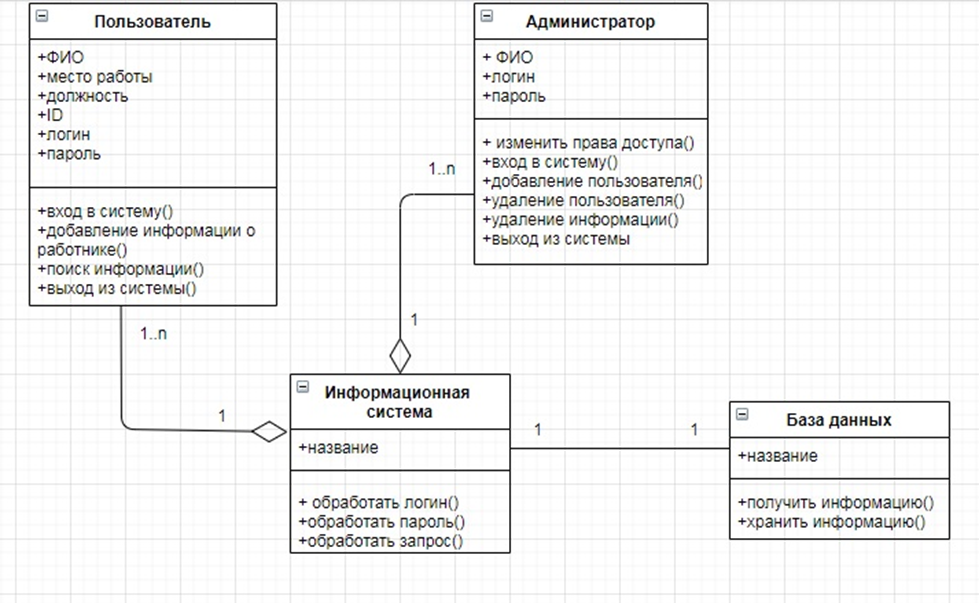 Пользователь
+ФИО
+место работы
+должность
+ID
+логин
+пароль
+вход в систему()
+добавление информации о
работнике()
+поиск информации()
+выход из системы()
Администратор
+ ФИО
+логин
+пароль
+ изменить права доступа()
+вход в систему()
+добавление пользователя()
+удаление пользователя()
+удаление информации()
+выход из системы
1..n
1
1..n
1
Информационная
система
+название
+ обработать логин()
+обработать пароль()
+обработать запрос()
1
1
База данных
+название
+получить информацию()
+хранить информацию()